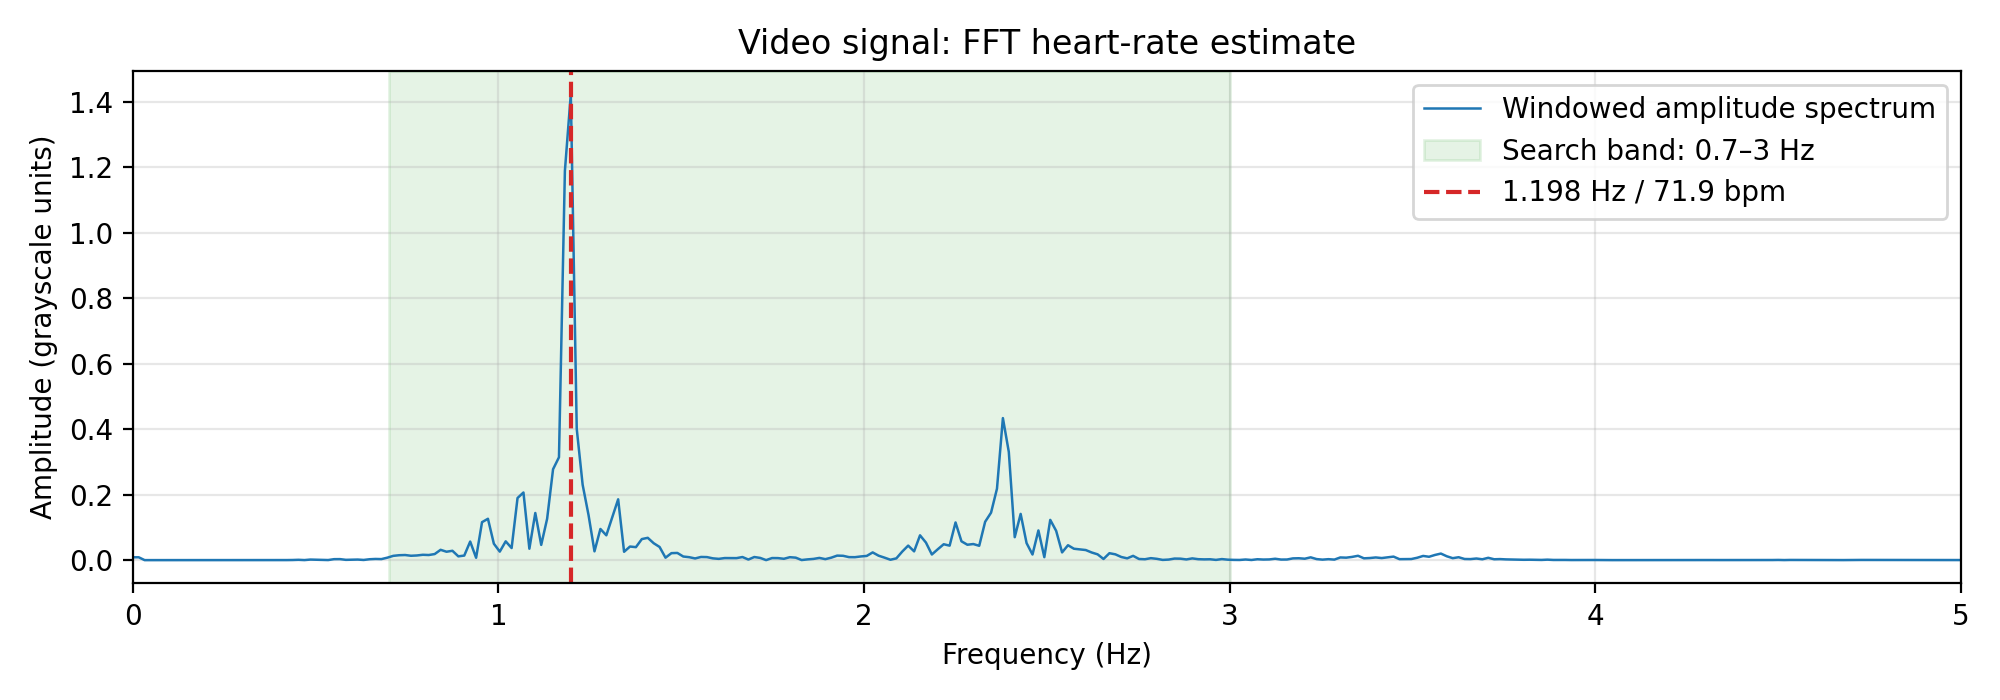 Video signal: FFT heart-rate estimate
Windowed amplitude spectrum
Search band: 0.7–3 Hz
1.198 Hz / 71.9 bpm
Amplitude (grayscale units)
1.4
1.2
1.0
0.8
0.6
0.4
0.2
0.0
0 1 2 3 4 5
Frequency (Hz)